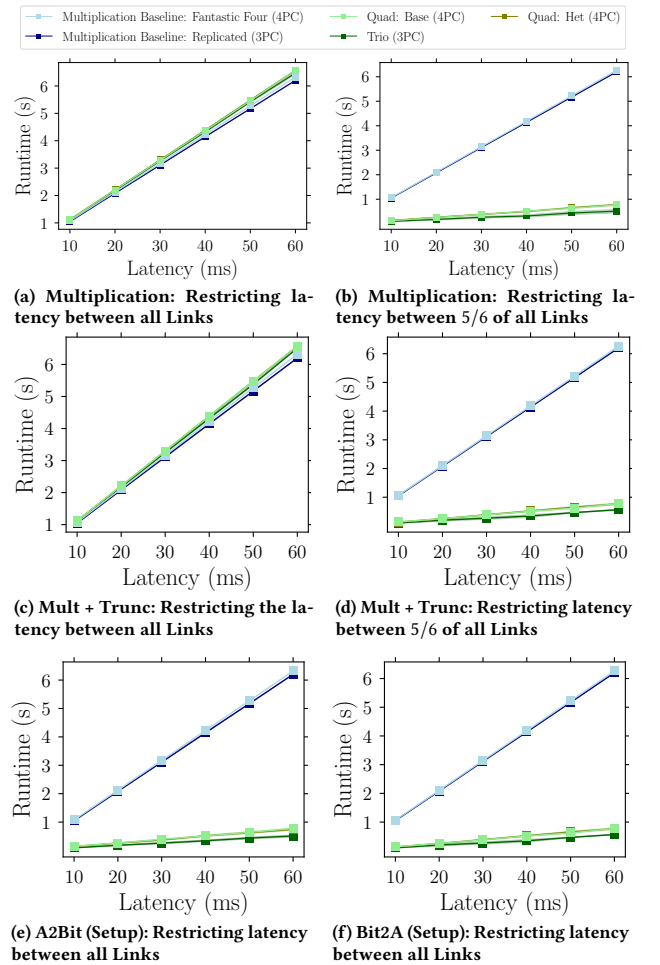 Multiplication Baseline: Fantastic Four (4PC)
Quad: Base (4PC)
Quad: Het (4PC)
Multiplication Baseline: Replicated (3PC)
Trio (3PC)
Runtime (s)
6
5
4
3
2
1
10 20 30 40 50 60
Latency (ms)
(a) Multiplication: Restricting la-
tency between all Links
Runtime (s)
6
5
4
3
2
1
10 20 30 40 50 60
Latency (ms)
(b) Multiplication: Restricting la-
tency between 5/6 of all Links
Runtime (s)
6
5
4
3
2
1
10 20 30 40 50 60
Latency (ms)
(c) Mult + Trunc: Restricting the la-
tency between all Links
Runtime (s)
6
5
4
3
2
1
10 20 30 40 50 60
Latency (ms)
(d) Mult + Trunc: Restricting latency
between 5/6 of all Links
Runtime (s)
6
5
4
3
2
1
10 20 30 40 50 60
Latency (ms)
(e) A2Bit (Setup): Restricting latency
between all Links
Runtime (s)
6
5
4
3
2
1
10 20 30 40 50 60
Latency (ms)
(f) Bit2A (Setup): Restricting latency
between all Links